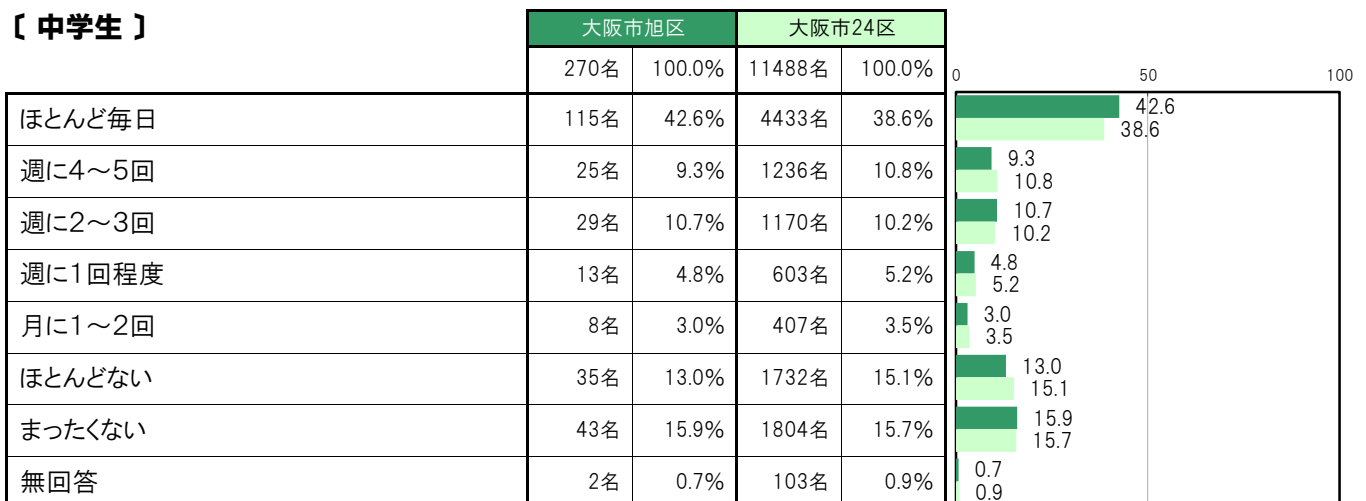 〔 中学生 〕
大阪市旭区 大阪市24区
270名 100.0% 11488名 100.0%
0 50 100
ほとんど毎日 115名 42.6% 4433名 38.6%
42.6
38.6
週に4～5回 25名 9.3% 1236名 10.8%
9.3
10.8
週に2～3回 29名 10.7% 1170名 10.2%
10.7
10.2
週に1回程度 13名 4.8% 603名 5.2%
4.8
5.2
月に1～2回 8名 3.0% 407名 3.5%
3.0
3.5
ほとんどない 35名 13.0% 1732名 15.1%
13.0
15.1
まったくない 43名 15.9% 1804名 15.7%
15.9
15.7
無回答 2名 0.7% 103名 0.9%
0.7
0.9